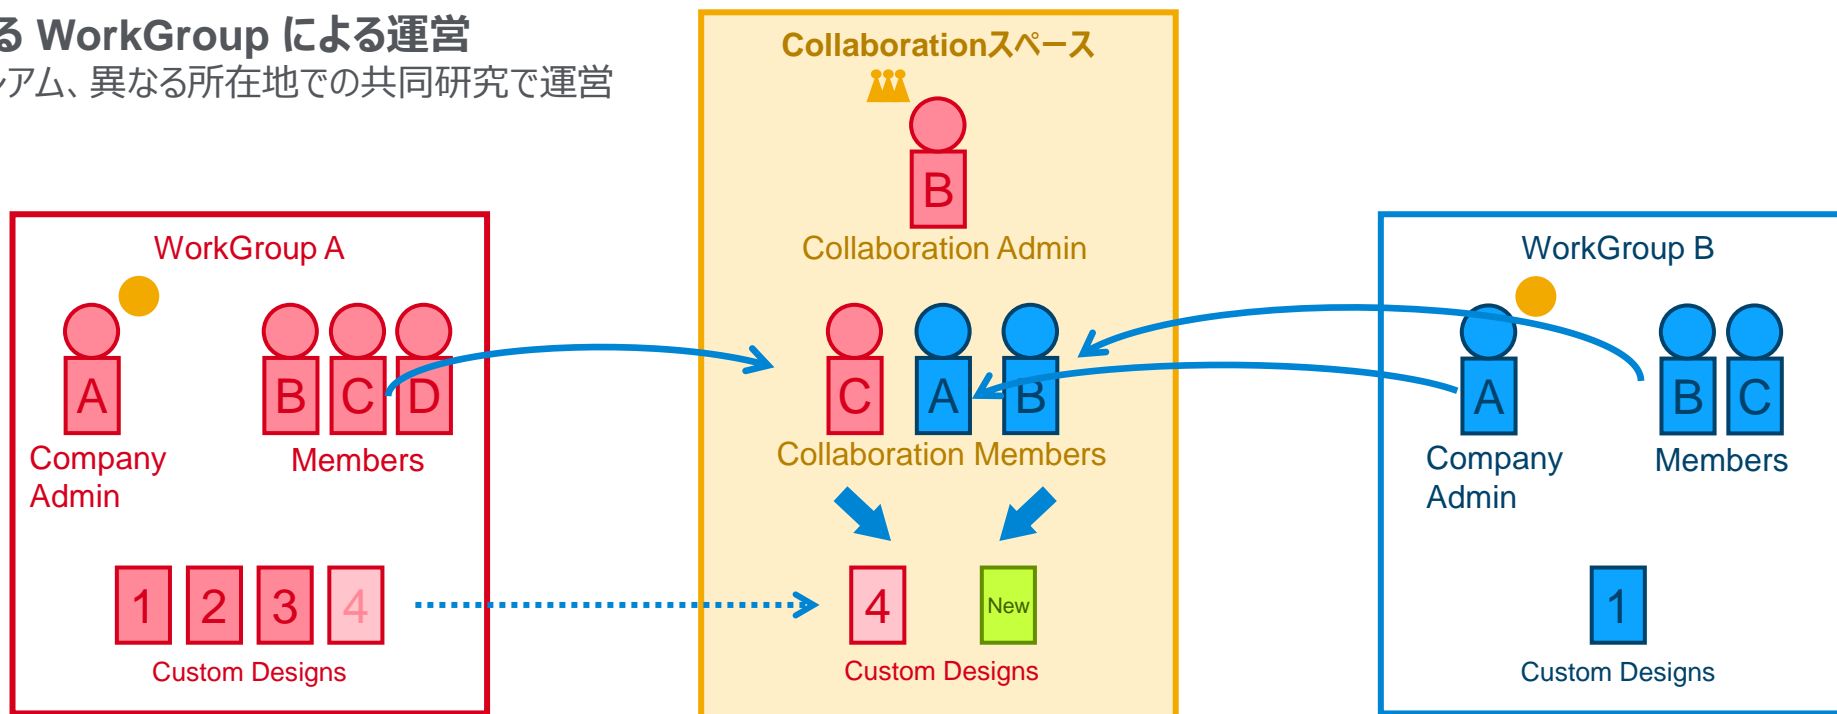 る WorkGroup による運営
アム、異なる所在地での共同研究で運営
Collaborationスペース
B
Collaboration Admin
WorkGroup A
A
B
C
D
Company
Admin
Members
1
2
3
4
Custom Designs
C
A
B
Collaboration Members
4
New
Custom Designs
WorkGroup B
A
B
C
Company
Admin
Members
1
Custom Designs